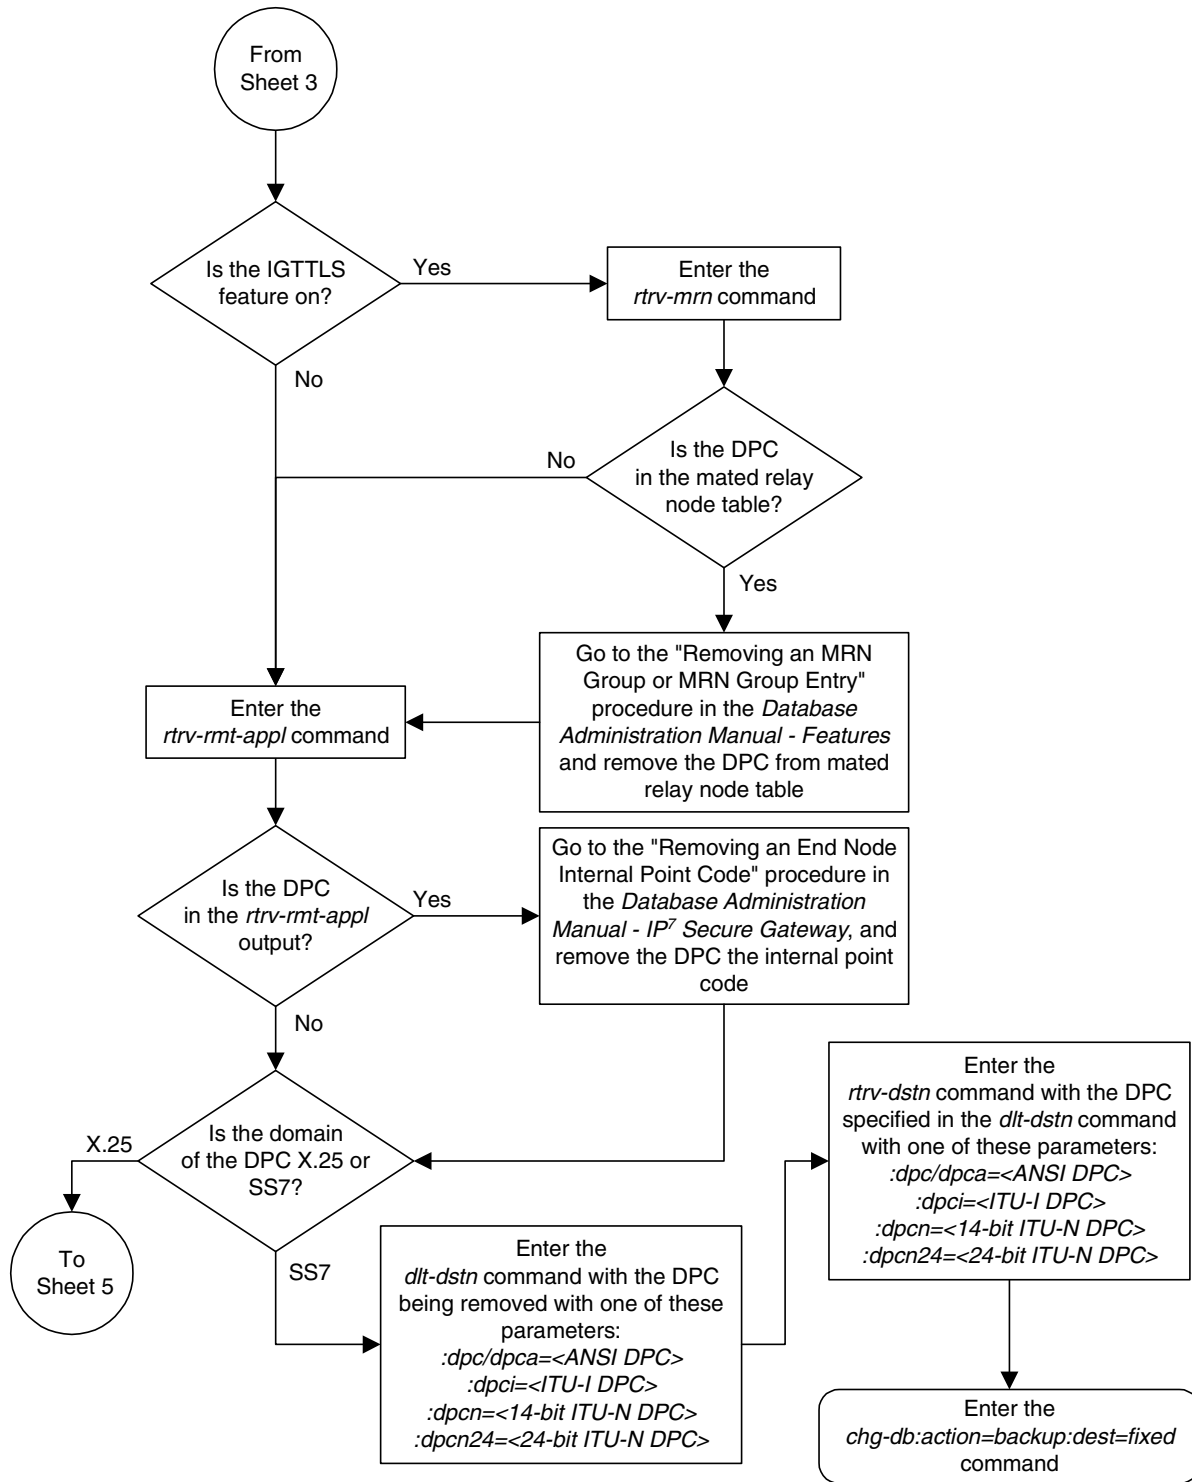 From
Sheet 3
Is the IGTTLS
feature on?
Yes
Enter the
rtrv-mrn command
No
Is the DPC
in the mated relay
node table?
No
Yes
Go to the "Removing an MRN
Group or MRN Group Entry"
procedure in the Database
Administration Manual - Features
and remove the DPC from mated
relay node table
Enter the
rtrv-rmt-appl command
Is the DPC
in the rtrv-rmt-appl
output?
Yes
Go to the "Removing an End Node
Internal Point Code" procedure in
the Database Administration
Manual - IP7 Secure Gateway, and
remove the DPC the internal point
code
No
Is the domain
of the DPC X.25 or
SS7?
X.25
To
Sheet 5
SS7
Enter the
dlt-dstn command with the DPC
being removed with one of these
parameters:
:dpc/dpca=<ANSI DPC>
:dpci=<ITU-I DPC>
:dpcn=<14-bit ITU-N DPC>
:dpcn24=<24-bit ITU-N DPC>
Enter the
rtrv-dstn command with the DPC
specified in the dlt-dstn command
with one of these parameters:
:dpc/dpca=<ANSI DPC>
:dpci=<ITU-I DPC>
:dpcn=<14-bit ITU-N DPC>
:dpcn24=<24-bit ITU-N DPC>
Enter the
chg-db:action=backup:dest=fixed
command